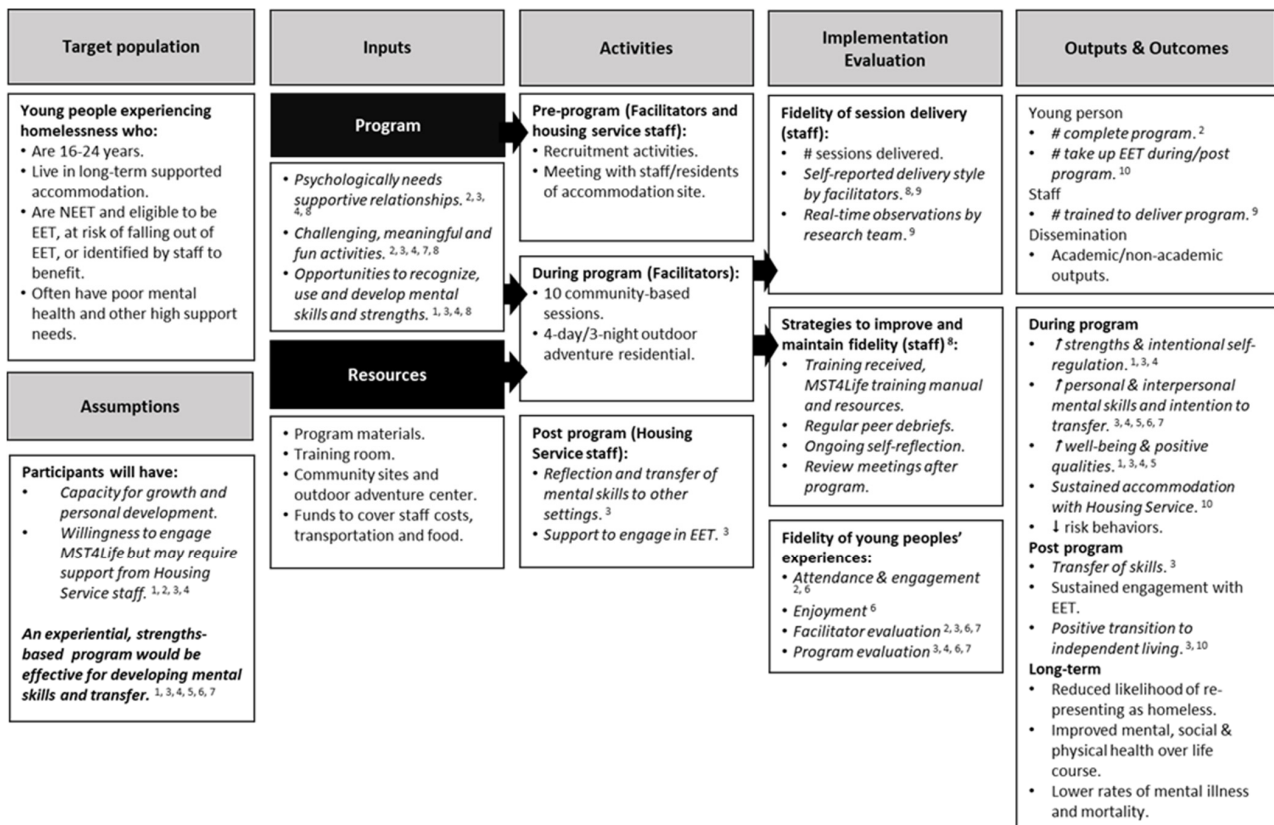 Target population
Young people experiencing
homelessness who:
• Are 16-24 years.
• Live in long-term supported
accommodation.
• Are NEET and eligible to be
EET, at risk of falling out of
EET, or identified by staff to
benefit.
• Often have poor mental
health and other high support
needs.
Assumptions
Participants will have:
• Capacity for growth and
personal development.
• Willingness to engage
MST4Life but may require
support from Housing
Service staff. 1, 2, 3, 4
An experiential, strengths-
based program would be
effective for developing mental
skills and transfer. 1, 3, 4, 5, 6, 7
Inputs
Program
• Psychologically needs
supportive relationships. 2, 3,
4, 8
• Challenging, meaningful and
fun activities. 2, 3, 4, 7, 8
• Opportunities to recognize,
use and develop mental
skills and strengths. 1, 3, 4, 8
Resources
• Program materials.
• Training room.
• Community sites and
outdoor adventure center.
• Funds to cover staff costs,
transportation and food.
Activities
Pre-program (Facilitators and
housing service staff):
• Recruitment activities.
• Meeting with staff/residents
of accommodation site.
During program (Facilitators):
• 10 community-based
sessions.
• 4-day/3-night outdoor
adventure residential.
Post program (Housing
Service staff):
• Reflection and transfer of
mental skills to other
settings. 3
• Support to engage in EET. 3
Implementation
Evaluation
Fidelity of session delivery
(staff):
• # sessions delivered.
• Self-reported delivery style
by facilitators. 8, 9
• Real-time observations by
research team. 9
Strategies to improve and
maintain fidelity (staff) 8:
• Training received,
MST4Life training manual
and resources.
• Regular peer debriefs.
• Ongoing self-reflection.
• Review meetings after
program.
Fidelity of young peoples’
experiences:
• Attendance & engagement
2, 6
• Enjoyment 6
• Facilitator evaluation 2, 3, 6, 7
• Program evaluation 3, 4, 6, 7
Outputs & Outcomes
Young person
• # complete program. 2
• # take up EET during/post
program. 10
Staff
• # trained to deliver program. 9
Dissemination
• Academic/non-academic
outputs.
During program
• ↑ strengths & intentional self-
regulation. 1, 3, 4
• ↑ personal & interpersonal
mental skills and intention to
transfer. 3, 4, 5, 6, 7
• ↑ well-being & positive
qualities. 1, 3, 4, 5
• Sustained accommodation
with Housing Service. 10
• ↓ risk behaviors.
Post program
• Transfer of skills. 3
• Sustained engagement with
EET.
• Positive transition to
independent living. 3, 10
Long-term
• Reduced likelihood of re-
presenting as homeless.
• Improved mental, social &
physical health over life
course.
• Lower rates of mental illness
and mortality.